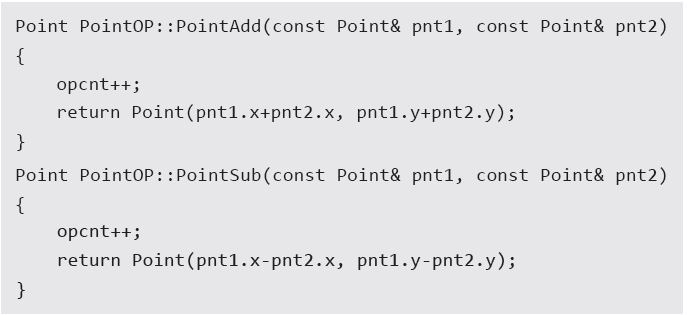 Point PointOP::PointAdd(const Point& pnt1, const Point& pnt2)
{
    opcnt++;
    return Point(pnt1.x+pnt2.x, pnt1.y+pnt2.y);
}
Point PointOP::PointSub(const Point& pnt1, const Point& pnt2)
{
    opcnt++;
    return Point(pnt1.x-pnt2.x, pnt1.y-pnt2.y);
}